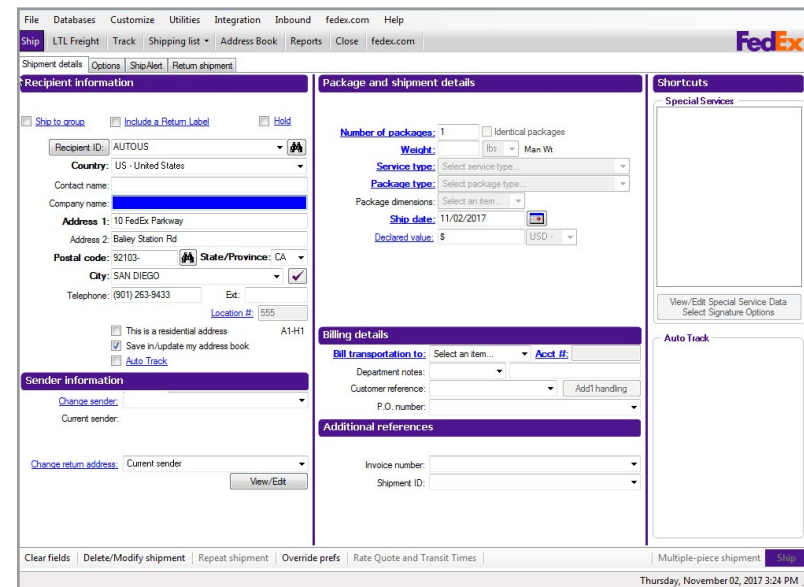 File Databases Customize Utilities Integration Inbound fedex.com Help
Ship LTL Freight Track Shipping list Address Book Reports Close fedex.com
FedEx
Shipment details Options ShipAlert Return shipment
Recipient information
Ship to group Include a Return Label Hold
Recipient ID: AUTOUS
Country: US - United States
Contact name:
Company name:
Address 1: 10 FedEx Parkway
Address 2: Baliey Station Rd
Postal code: 92103- State/Province: CA
City: SAN DIEGO
Telephone: (901) 263-9433 Ext:
Location #: 555
This is a residential address A1-H1
Save in/update my address book
Auto Track
Sender information
Change sender:
Current sender:
Change return address: Current sender
View/Edit
Package and shipment details
Number of packages: 1 Identical packages
Weight: lbs Man Wt
Service type: Select service type...
Package type: Select package type...
Package dimensions: Select an item...
Ship date: 11/02/2017
Declared value: $ USD -
Billing details
Bill transportation to: Select an item... Acct #:
Department notes:
Customer reference: Add'l handling
P.O. number:
Additional references
Invoice number:
Shipment ID:
Shortcuts
Special Services
View/Edit Special Service Data
Select Signature Options
Auto Track
Clear fields Delete/Modify shipment Repeat shipment Override prefs Rate Quote and Transit Times Multiple-piece shipment Ship
Thursday, November 02, 2017 3:24 PM